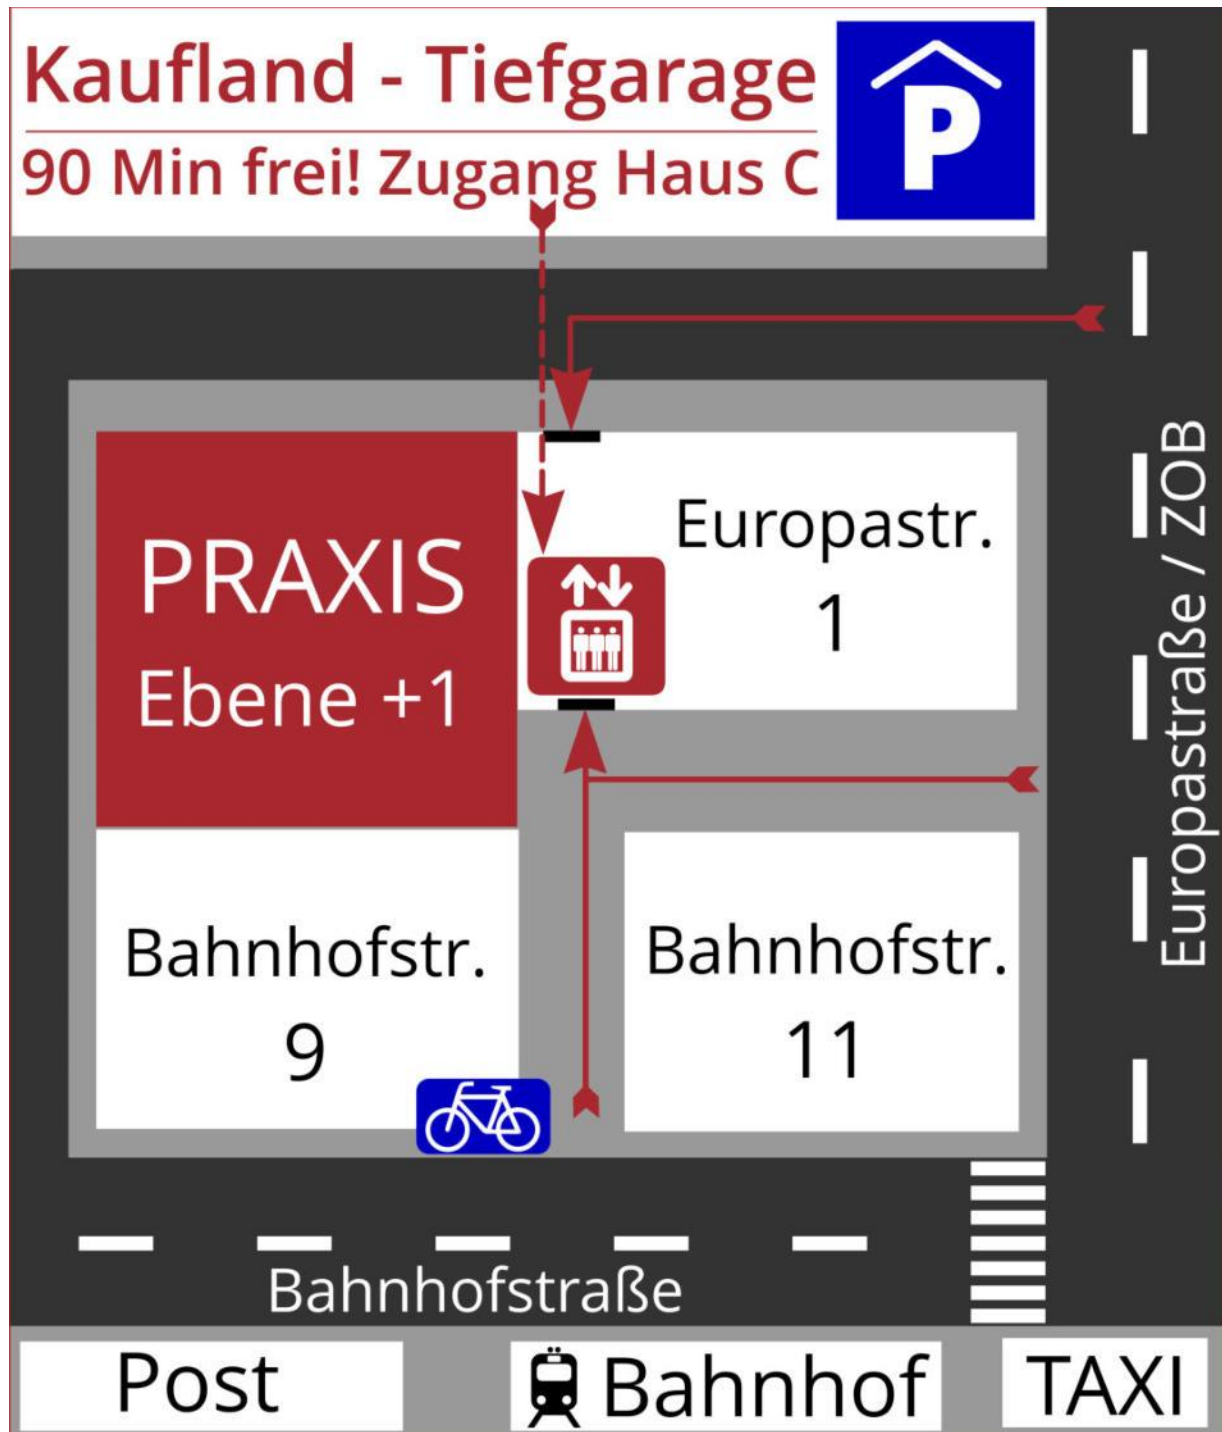 Kaufland - Tiefgarage
90 Min frei! Zugang Haus C
P
Europastr.
1
PRAXIS
Ebene +1
Europastraße / ZOB
Bahnhofstr.
9
Bahnhofstr.
11
Bahnhofstraße
Post
Bahnhof
TAXI